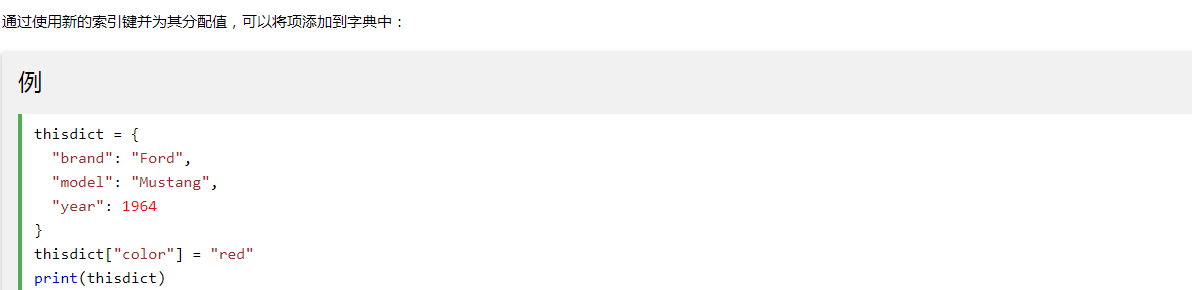 通过使用新的索引键并为其分配值，可以将项添加到字典中：
例
thisdict = {
  "brand": "Ford",
  "model": "Mustang",
  "year": 1964
}
thisdict["color"] = "red"
print(thisdict)